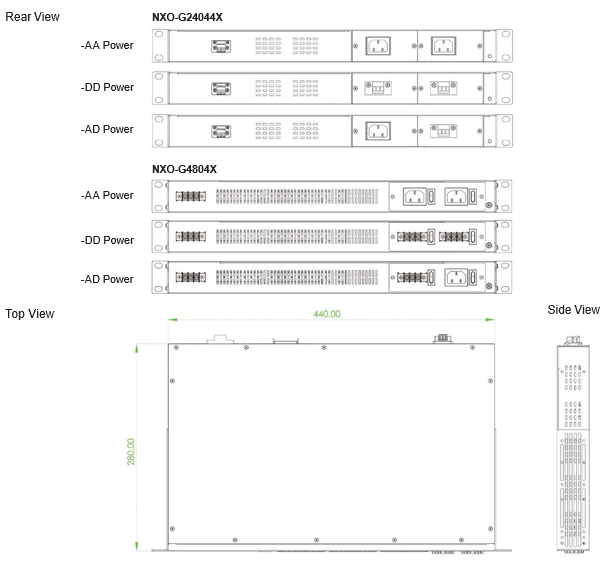 Rear View
NXO-G24044X
-AA Power
-DD Power
-AD Power
NXO-G4804X
-AA Power
-DD Power
-AD Power
Top View
440.00
Side View
280.00